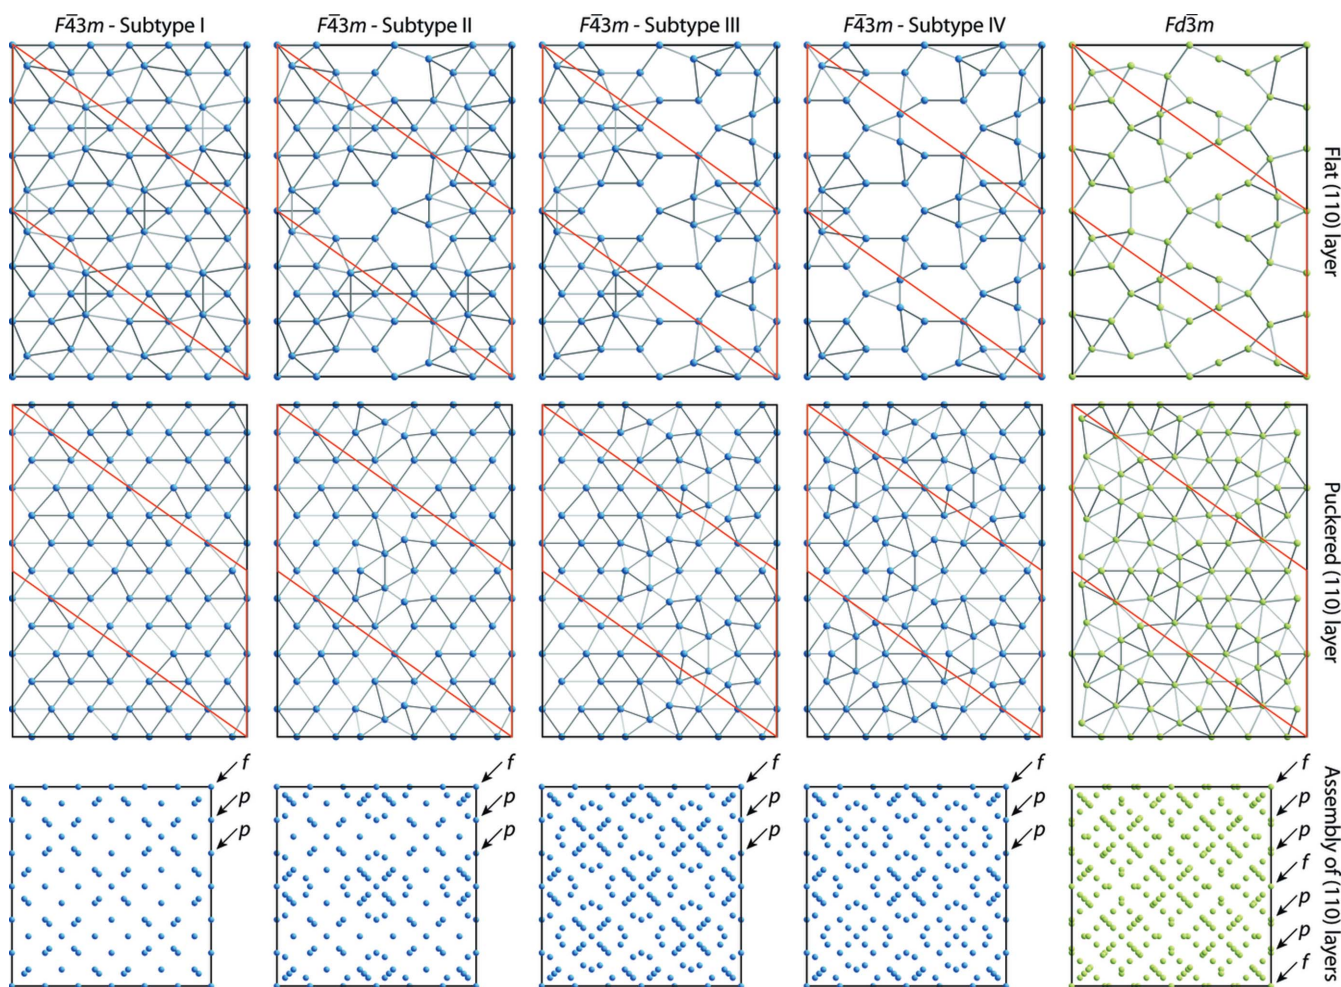 F4̅3m - Subtype I
F4̅3m - Subtype II
F4̅3m - Subtype III
F4̅3m - Subtype IV
Fd3̅m
Flat (110) layer
Puckered (110) layer
f
p
p
f
p
p
f
p
p
f
p
p
f
p
p
f
p
p
f
Assembly of (110) layers